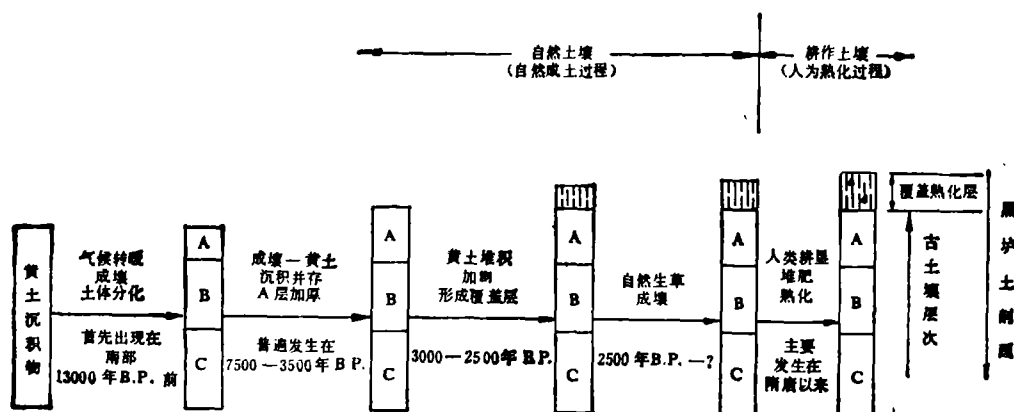 自然土壤
(自然成土过程)
耕作土壤
(人为熟化过程)
黄土沉积物
气候转暖
成壤
土体分化
首先出现在
南部
13000年B.P.前
A
B
C
成壤—黄土
沉积并存
A层加厚
普遍发生在
7500—3500年B.P.
A
B
C
黄土堆积
加剧
形成覆盖层
3000—2500年B.P.
A
B
C
自然生草
成壤
2500年B.P.—?
A
B
C
人类耕垦
堆肥
熟化
主要
发生在
隋唐以来
A
B
C
覆盖熟化层
古土壤层次
黑垆土剖面